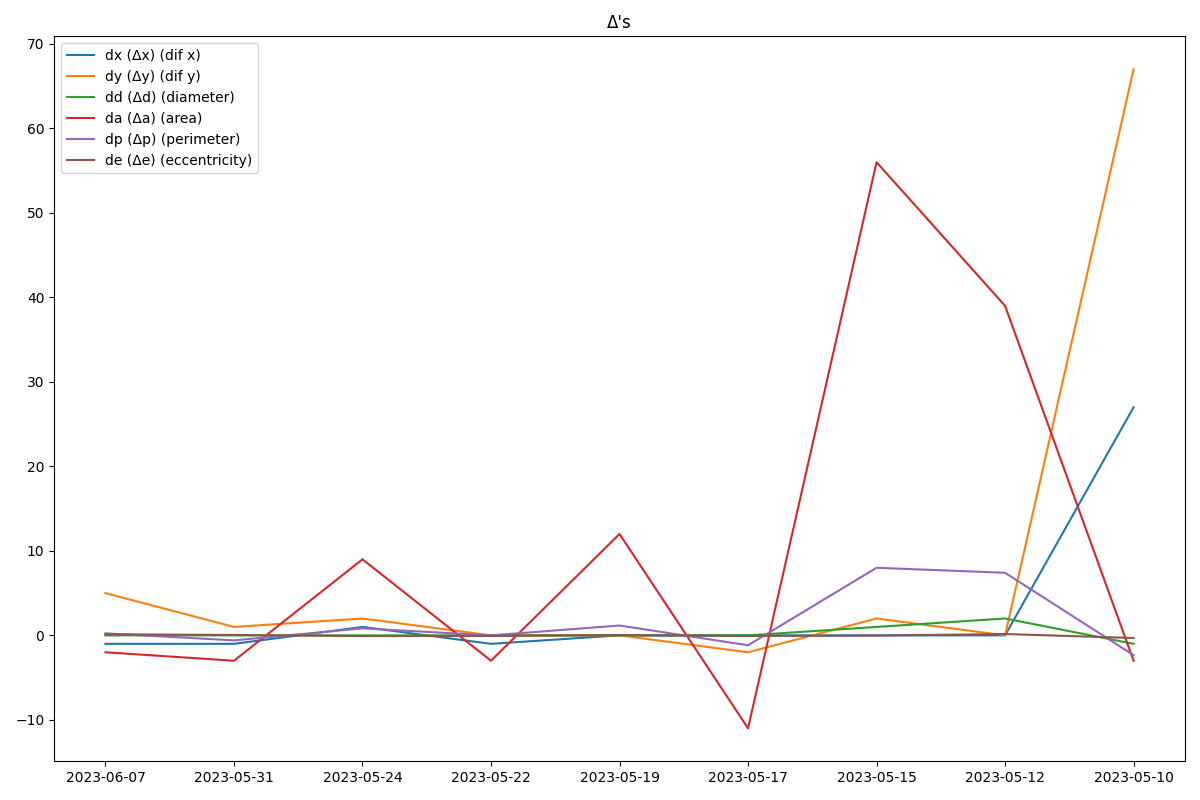 Δ's
dx (Δx) (dif x)
dy (Δy) (dif y)
dd (Δd) (diameter)
da (Δa) (area)
dp (Δp) (perimeter)
de (Δe) (eccentricity)
70
60
50
40
30
20
10
0
−10
2023-06-07 2023-05-31 2023-05-24 2023-05-22 2023-05-19 2023-05-17 2023-05-15 2023-05-12 2023-05-10